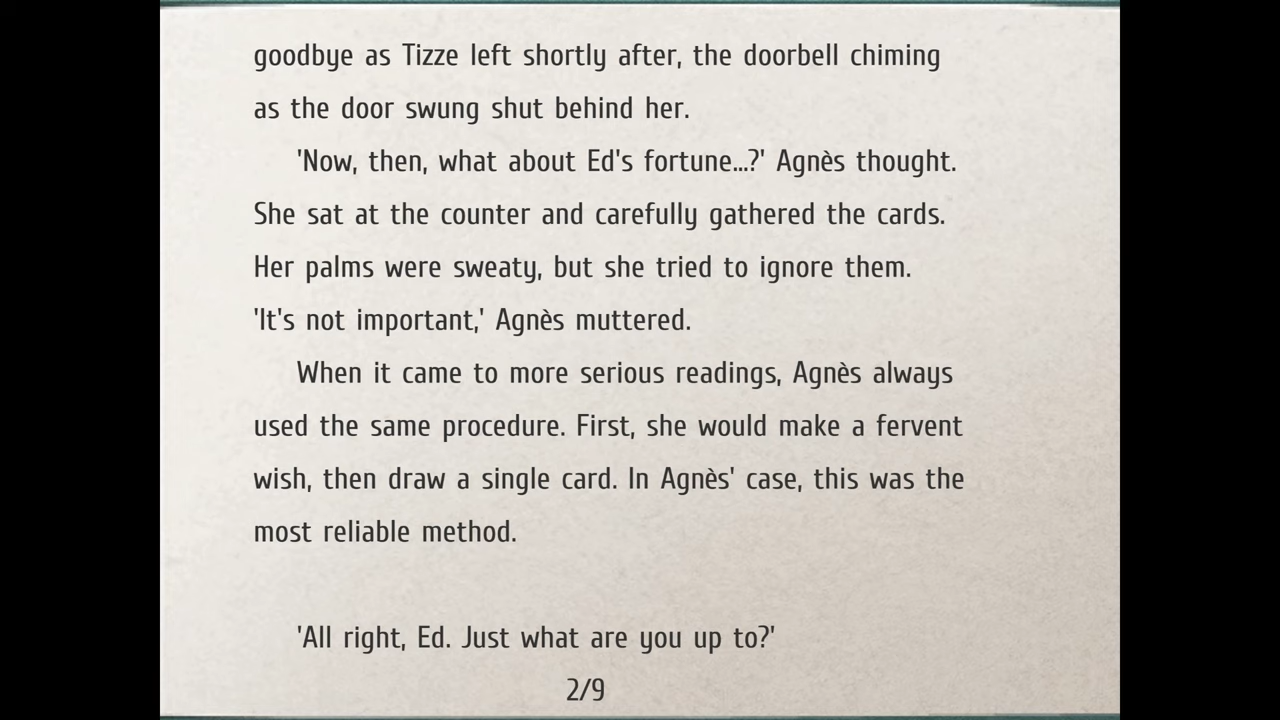 goodbye as Tizze left shortly after, the doorbell chiming
as the door swung shut behind her.
'Now, then, what about Ed's fortune...?' Agnès thought.
She sat at the counter and carefully gathered the cards.
Her palms were sweaty, but she tried to ignore them.
'It's not important,' Agnès muttered.
When it came to more serious readings, Agnès always
used the same procedure. First, she would make a fervent
wish, then draw a single card. In Agnès' case, this was the
most reliable method.
'All right, Ed. Just what are you up to?'
2/9